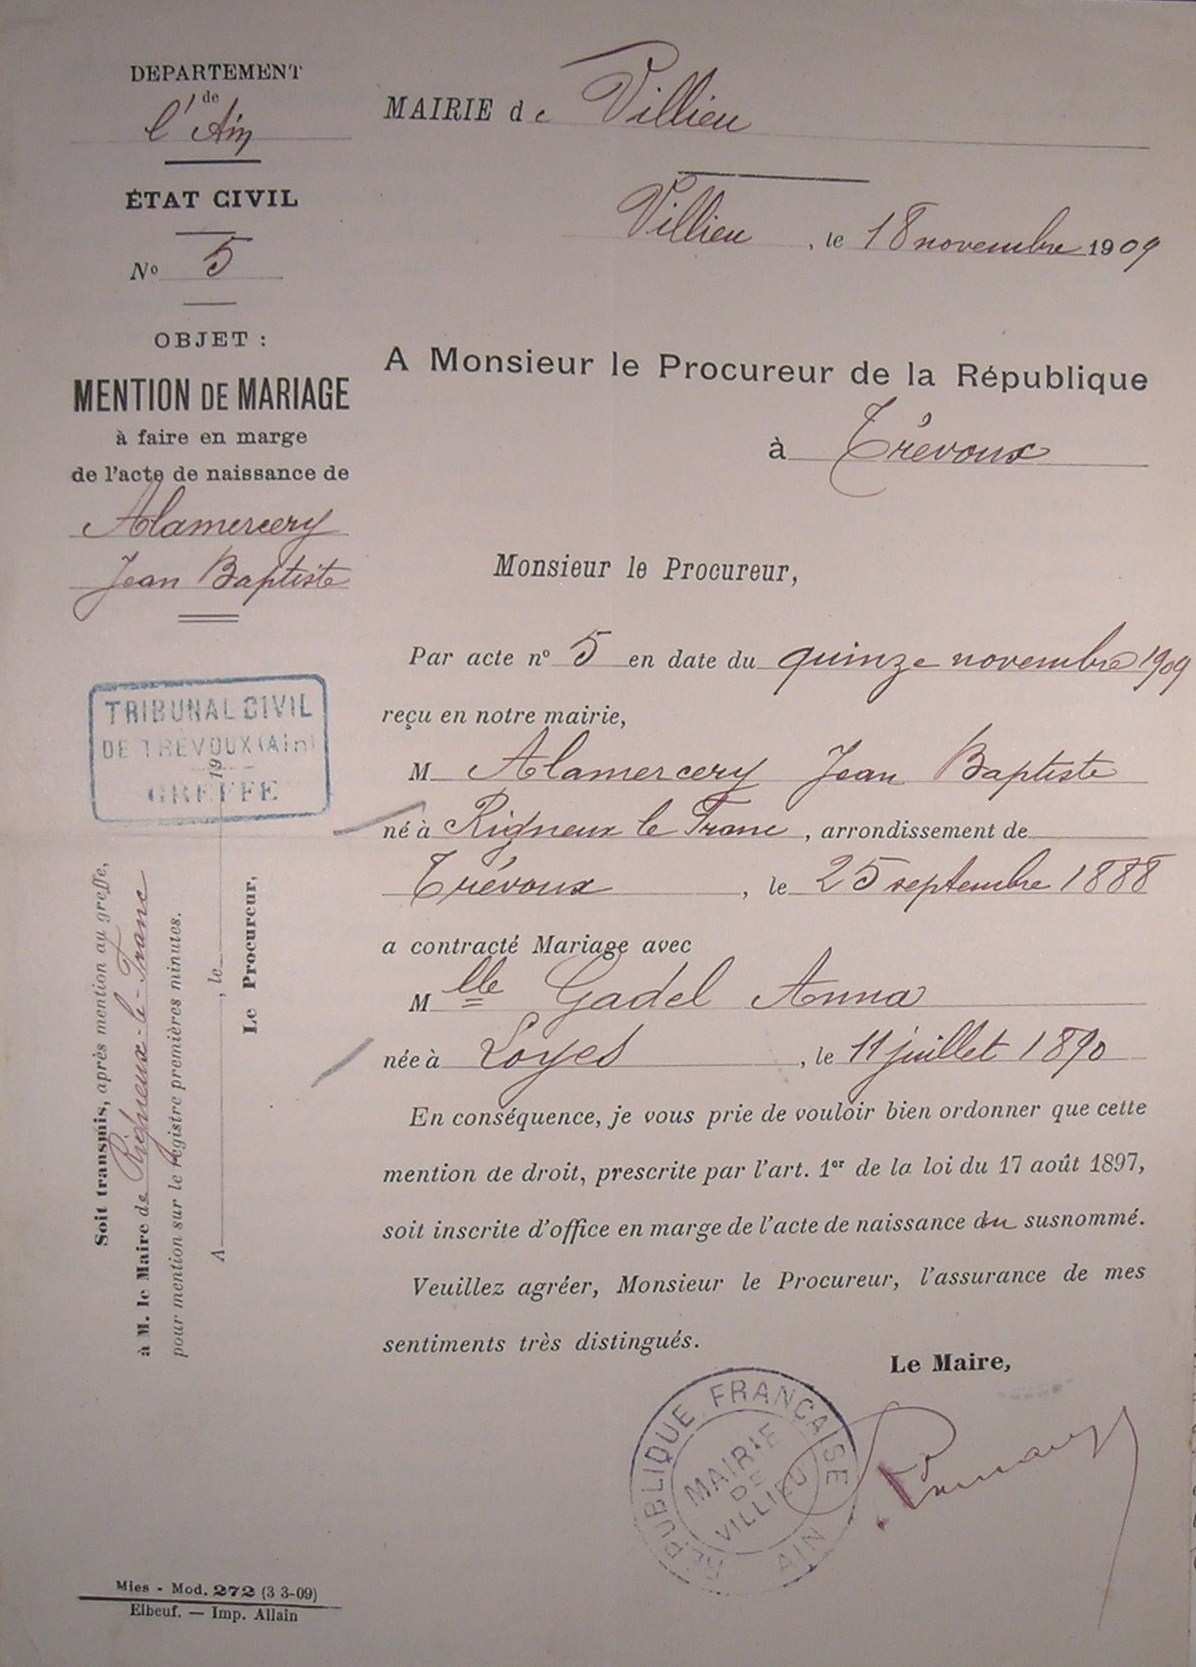 DEPARTEMENT
de
l'Ain
ÉTAT CIVIL
Nº 5
OBJET :
MENTION DE MARIAGE
à faire en marge
de l'acte de naissance de
Alamercery
Jean Baptiste
TRIBUNAL CIVIL
DE TREVOUX (Ain)
19
GREFFE
Soit transmis, après mention au greffe,
à M. le Maire de Rigneux-le-Franc
pour mention sur le registre premières minutes.
A , le
Le Procureur,
MAIRIE de Villieu
Villieu , le 18 novembre 1909
A Monsieur le Procureur de la République
à Trévoux
Monsieur le Procureur,
Par acte nº 5 en date du quinze novembre 1909
reçu en notre mairie,
M Alamercery Jean Baptiste
né à Rigneux le Franc , arrondissement de
Trévoux , le 25 septembre 1888
a contracté Mariage avec
M lle Gadel Anna
née à Loyes , le 11 juillet 1890
En conséquence, je vous prie de vouloir bien ordonner que cette
mention de droit, prescrite par l'art. 1er de la loi du 17 août 1897,
soit inscrite d'office en marge de l'acte de naissance du susnommé.
Veuillez agréer, Monsieur le Procureur, l'assurance de mes
sentiments très distingués.
Le Maire,
RÉPUBLIQUE FRANÇAISE
MAIRIE
DE
VILLIEU
AIN
Mies - Mod. 272 (3 3-09)
Elbeuf. — Imp. Allain